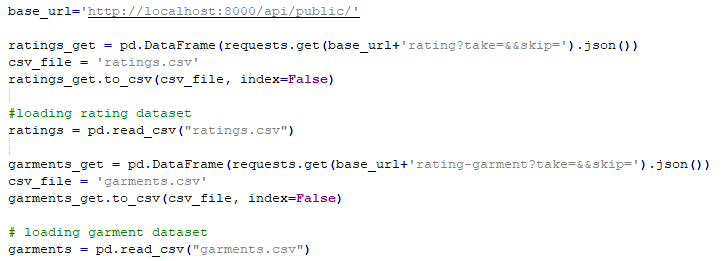 base_url='http://localhost:8000/api/public/'
ratings_get = pd.DataFrame(requests.get(base_url+'rating?take=&&skip=').json())
csv_file = 'ratings.csv'
ratings_get.to_csv(csv_file, index=False)
#loading rating dataset
ratings = pd.read_csv("ratings.csv")
garments_get = pd.DataFrame(requests.get(base_url+'rating-garment?take=&&skip=').json())
csv_file = 'garments.csv'
garments_get.to_csv(csv_file, index=False)
# loading garment dataset
garments = pd.read_csv("garments.csv")